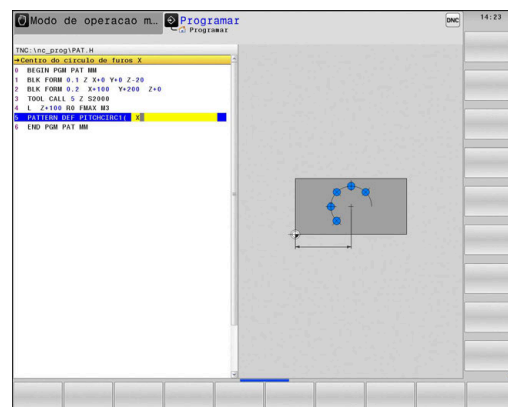 Modo de operacao m...
Programar
Programar
DNC
14:23
TNC:\nc_prog\PAT.H
→Centro do circulo de furos X
0 BEGIN PGM PAT MM
1 BLK FORM 0.1 Z X+0 Y+0 Z-20
2 BLK FORM 0.2 X+100 Y+200 Z+0
3 TOOL CALL 5 Z S2000
4 L Z+100 R0 FMAX M3
5 PATTERN DEF PITCHCIRC1( X
6 END PGM PAT MM